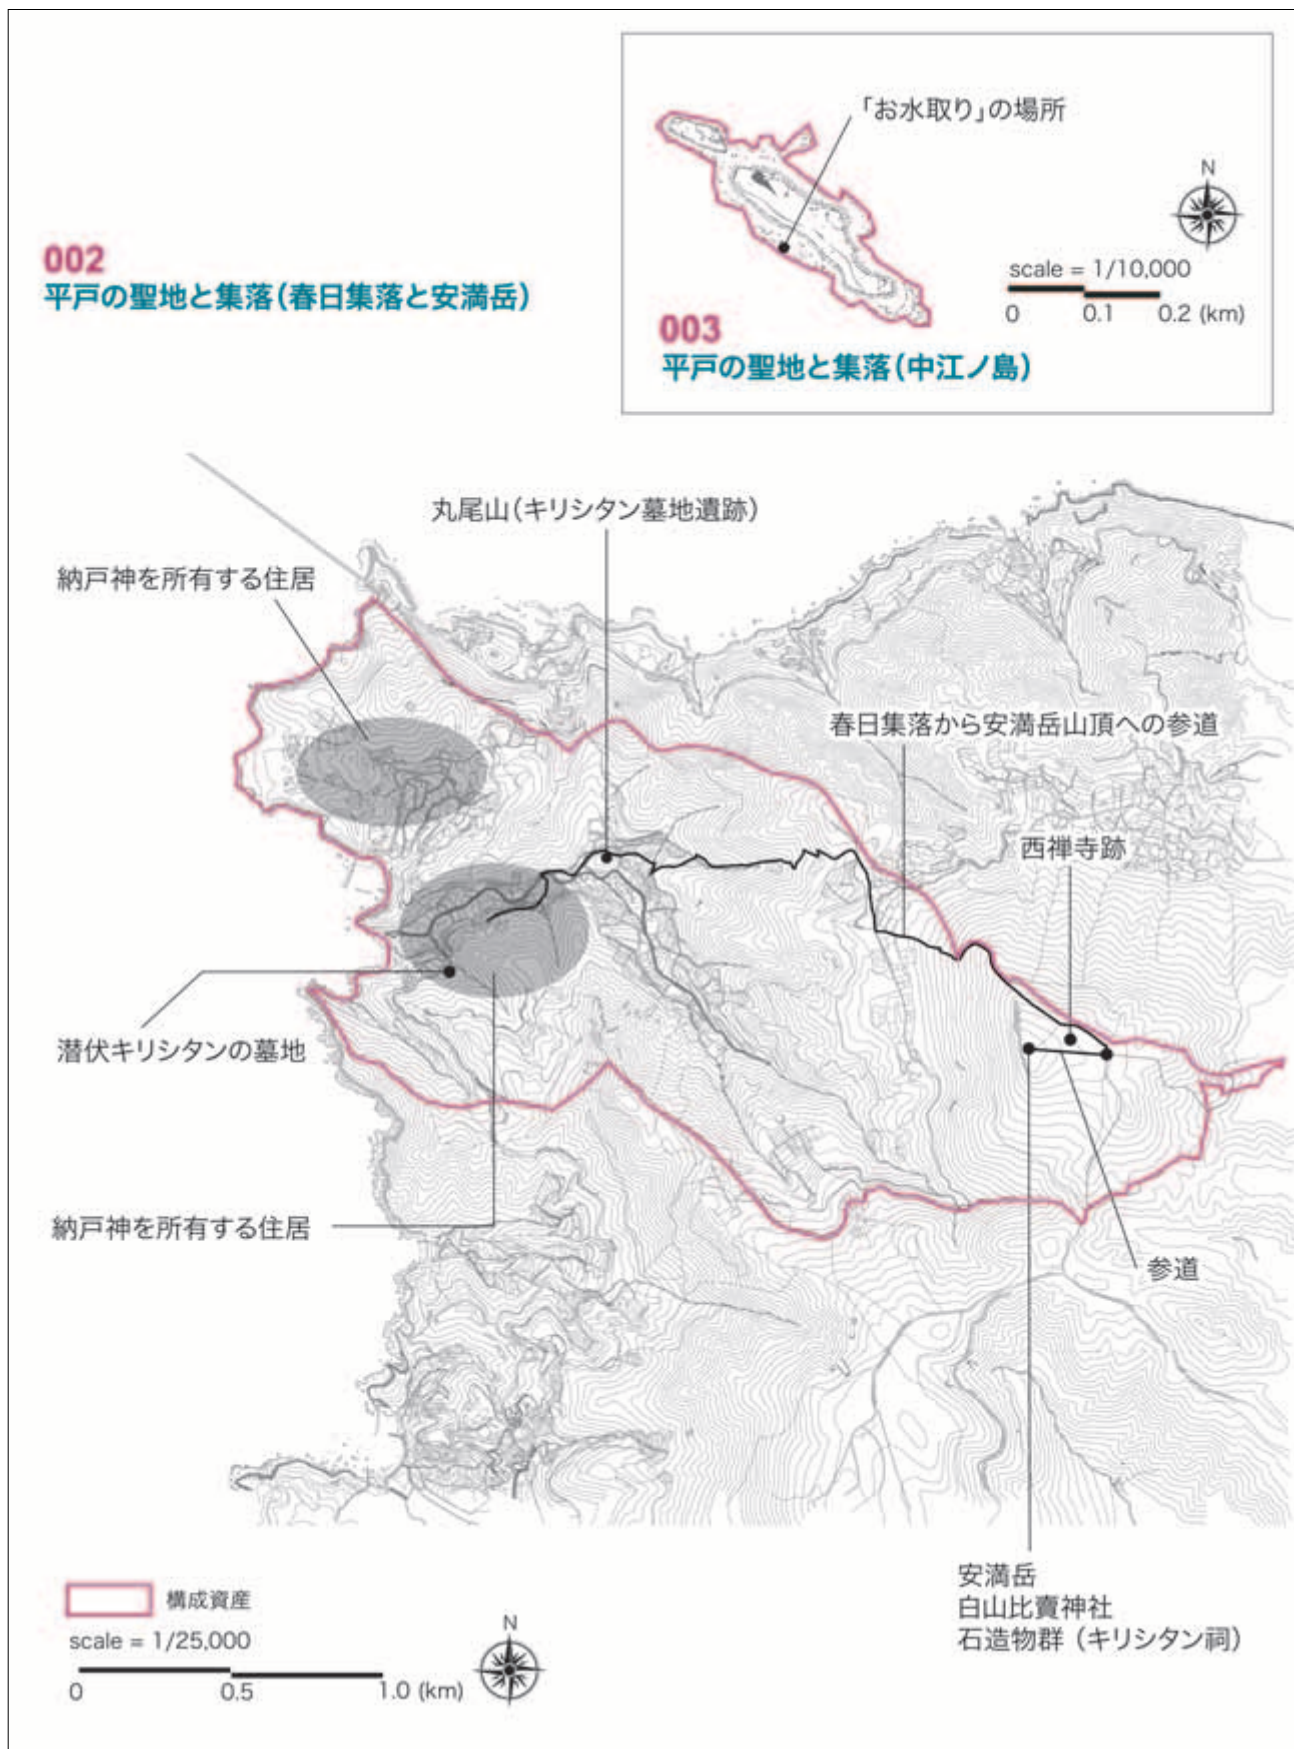 「お水取り」の場所
N
scale = 1/10,000
0 0.1 0.2 (km)
003
平戸の聖地と集落(中江ノ島)
002
平戸の聖地と集落(春日集落と安満岳)
丸尾山(キリシタン墓地遺跡)
納戸神を所有する住居
春日集落から安満岳山頂への参道
西禅寺跡
潜伏キリシタンの墓地
納戸神を所有する住居
参道
安満岳
白山比賣神社
石造物群(キリシタン祠)
構成資産
scale = 1/25,000
0 0.5 1.0 (km)
N